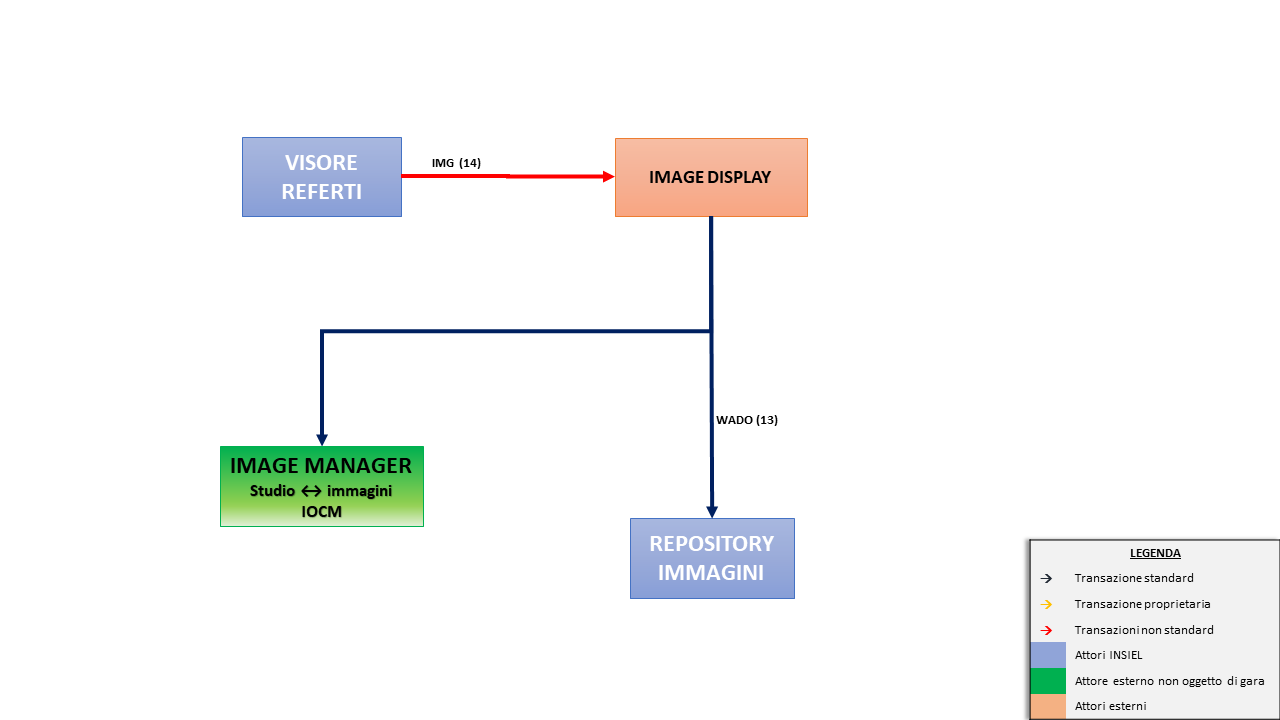 VISORE
REFERTI
IMG (14)
IMAGE DISPLAY
WADO (13)
IMAGE MANAGER
Studio ↔ immagini
IOCM
REPOSITORY
IMMAGINI
LEGENDA
Transazione standard
Transazione proprietaria
Transazioni non standard
Attori INSIEL
Attore esterno non oggetto di gara
Attori esterni